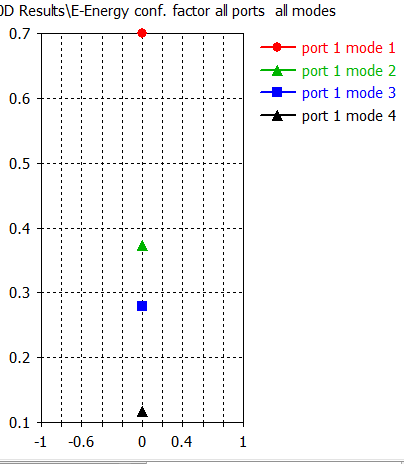 0D Results\E-Energy conf. factor all ports all modes
0.7
port 1 mode 1
port 1 mode 2
port 1 mode 3
port 1 mode 4
0.6
0.5
0.4
0.3
0.2
0.1
-1 -0.6 0 0.4 1